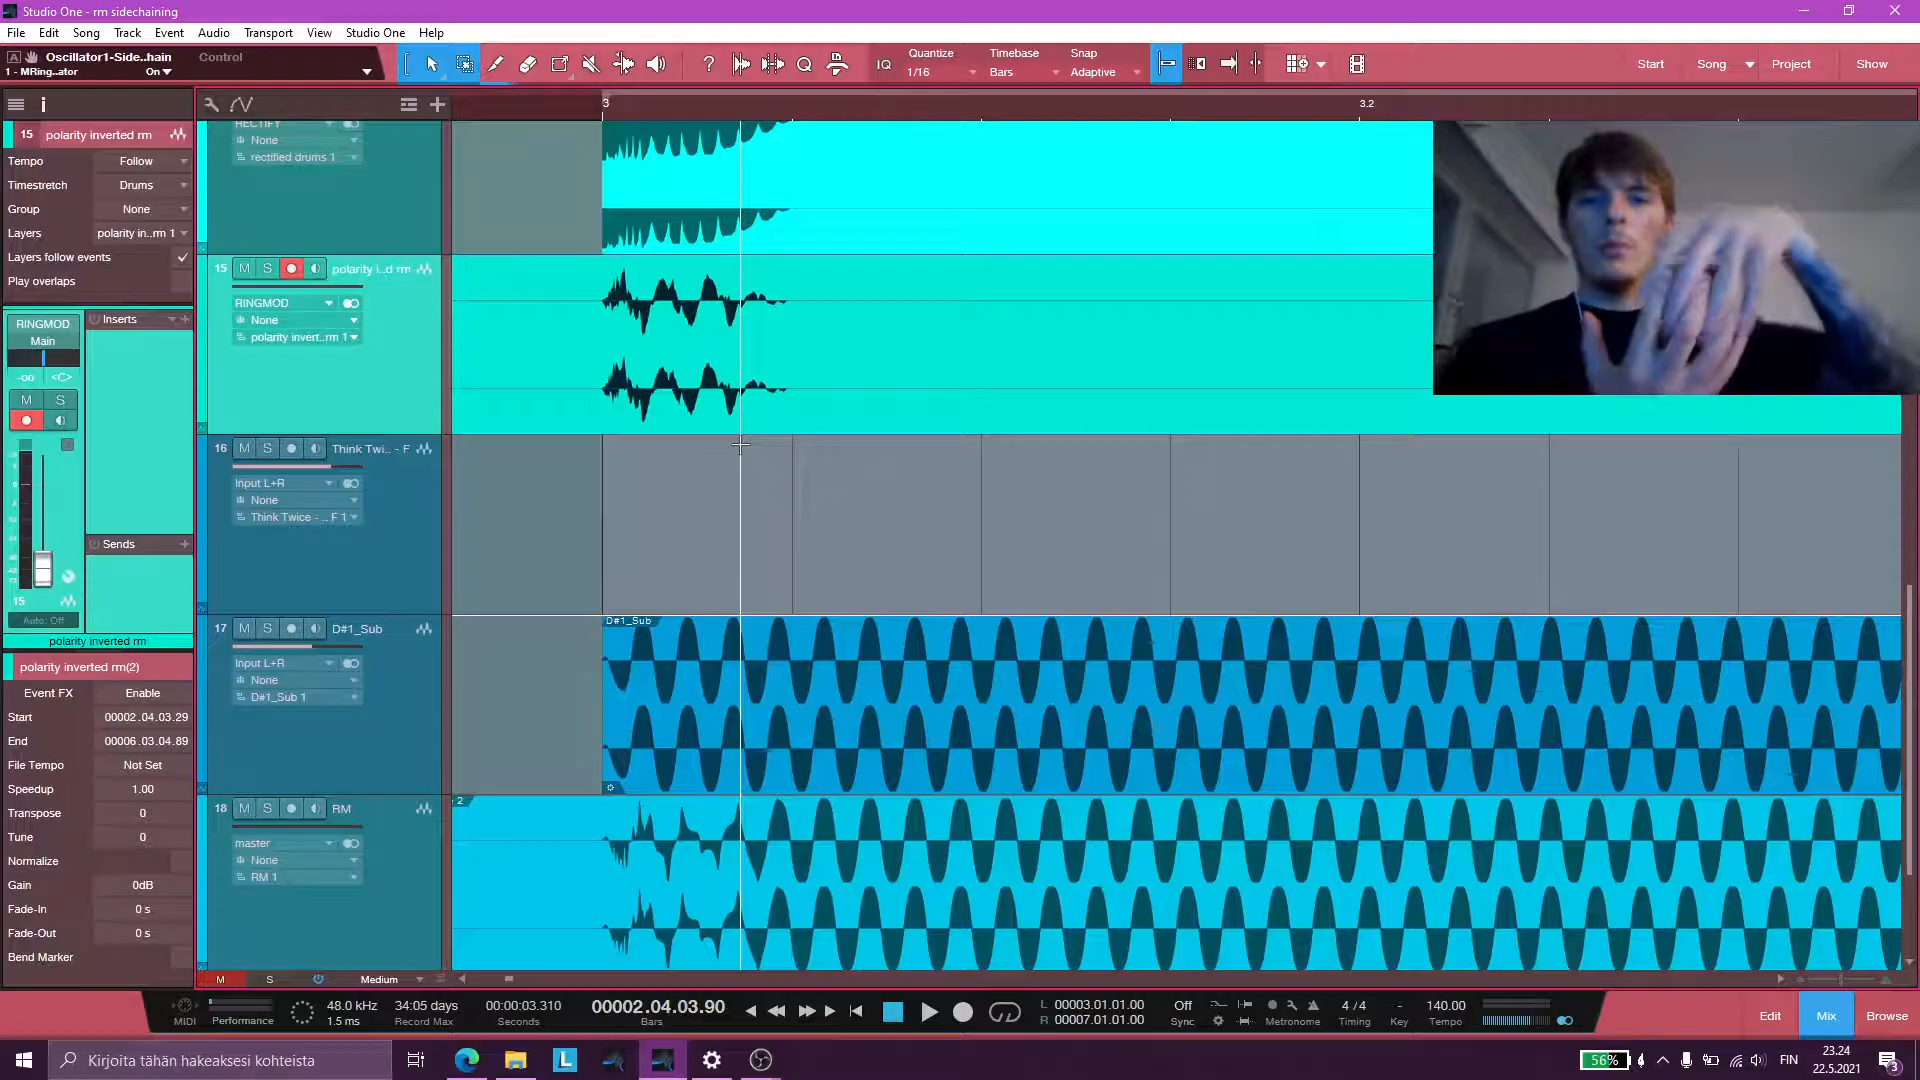 Studio One - rm sidechaining
File Edit Song Track Event Audio Transport View Studio One Help
Oscillator1-Side..hain
Control
1 - MRing..ator
On
IQ
Quantize
1/16
Timebase
Bars
Snap
Adaptive
Start
Song
Project
Show
15 polarity inverted rm
Tempo Follow
Timestretch Drums
Group None
Layers polarity in..rm 1
Layers follow events
Play overlaps
RINGMOD
Main
-oo <C>
M S
15
Auto: Off
polarity inverted rm
Inserts
Sends
polarity inverted rm(2)
Event FX Enable
Start 00002.04.03.29
End 00006.03.04.89
File Tempo Not Set
Speedup 1.00
Transpose 0
Tune 0
Normalize
Gain 0dB
Fade-In 0 s
Fade-Out 0 s
Bend Marker
3
3.2
RECTIFY
None
rectified drums 1
15 M S polarity i..d rm
RINGMOD
None
polarity invert..rm 1
16 M S Think Twi.. - F
Input L+R
None
Think Twice - .. F 1
17 M S D#1_Sub
Input L+R
None
D#1_Sub 1
D#1_Sub
18 M S RM
master
None
RM 1
2
M S Medium
MIDI
Performance
48.0 kHz
1.5 ms
34:05 days
Record Max
00:00:03.310
Seconds
00002.04.03.90
Bars
L 00003.01.01.00
R 00007.01.01.00
Off
Sync
Metronome
4 / 4
Timing
-
Key
140.00
Tempo
Edit
Mix
Browse
Kirjoita tähän hakeaksesi kohteista
L
56%
FIN
23.24
22.5.2021
3